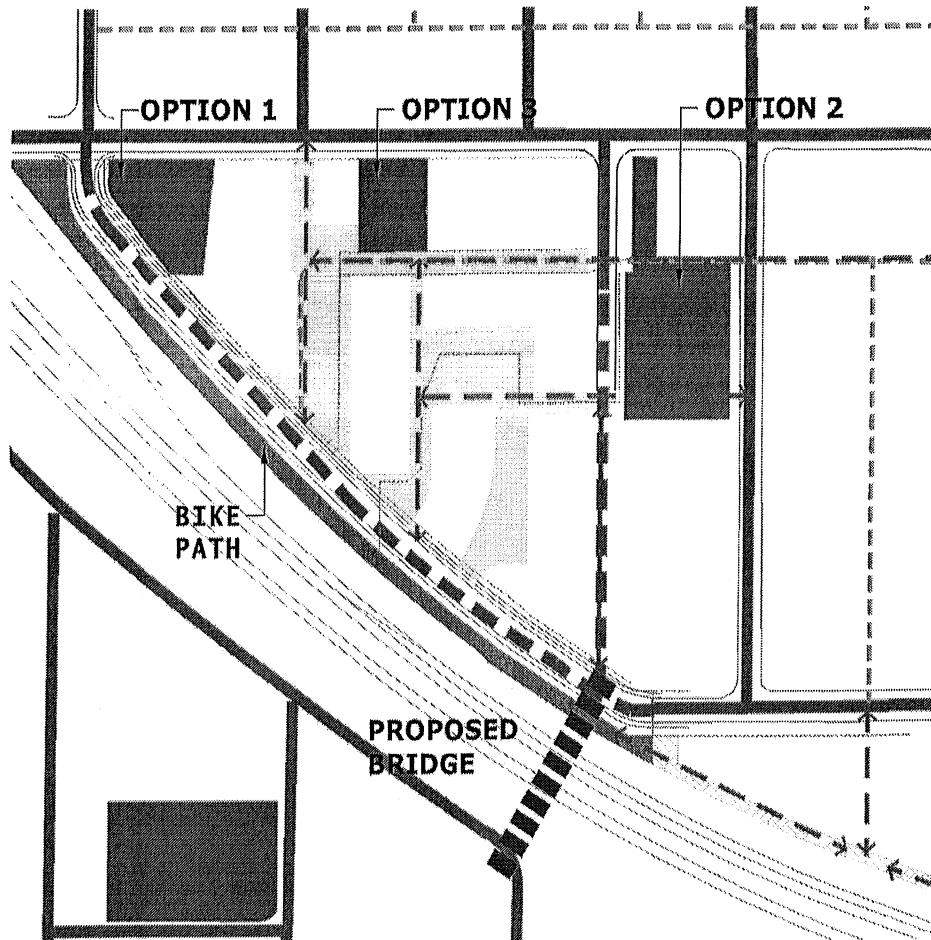 OPTION 1
OPTION 3
OPTION 2
BIKE
PATH
PROPOSED
BRIDGE